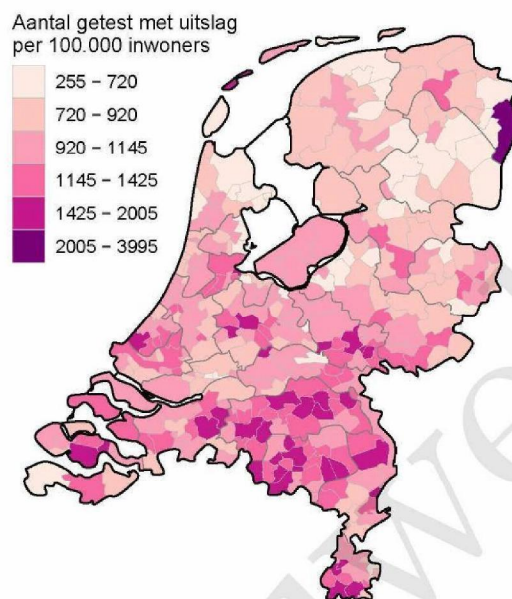 Aantal getest met uitslag
per 100.000 inwoners
255 – 720
720 – 920
920 – 1145
1145 – 1425
1425 – 2005
2005 – 3995